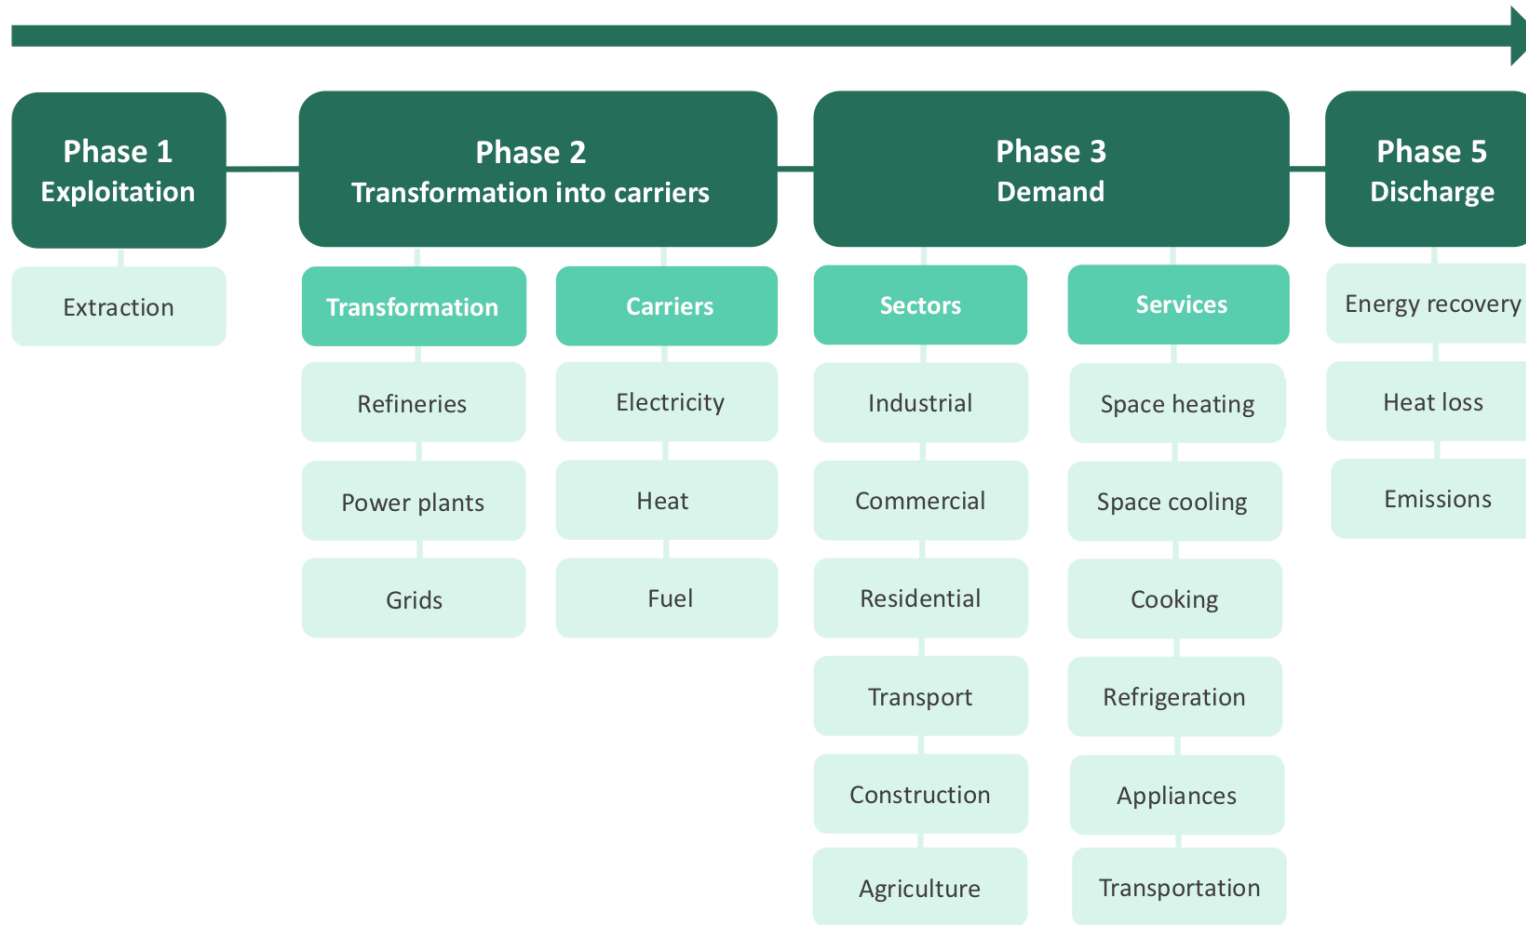 Phase 1
Exploitation
Extraction
Phase 2
Transformation into carriers
Transformation
Refineries
Power plants
Grids
Carriers
Electricity
Heat
Fuel
Phase 3
Demand
Sectors
Industrial
Commercial
Residential
Transport
Construction
Agriculture
Services
Space heating
Space cooling
Cooking
Refrigeration
Appliances
Transportation
Phase 5
Discharge
Energy recovery
Heat loss
Emissions